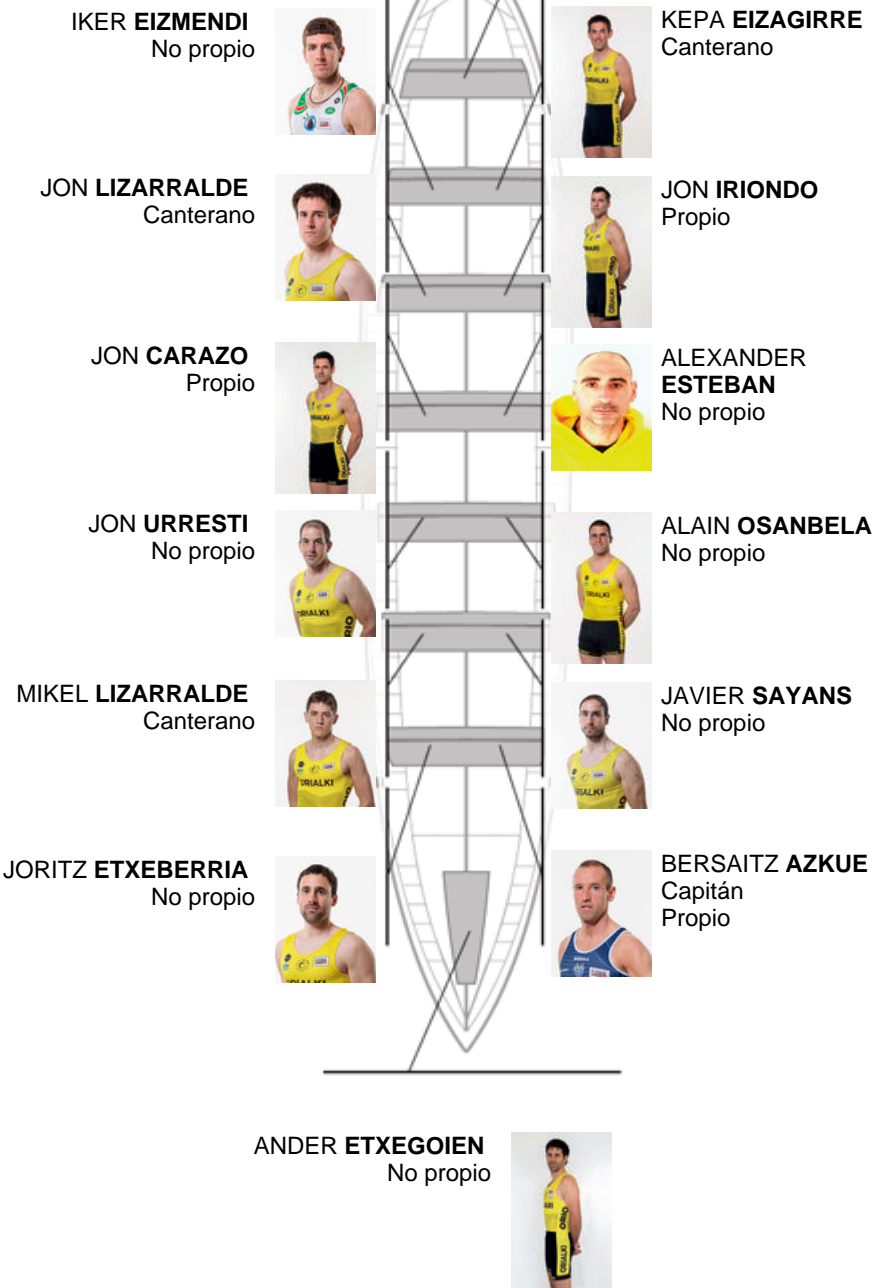 IKER EIZMENDI
No propio
KEPA EIZAGIRRE
Canterano
JON LIZARRALDE
Canterano
JON IRIONDO
Propio
JON CARAZO
Propio
ALEXANDER
ESTEBAN
No propio
JON URRESTI
No propio
ORIALKI
ALAIN OSANBELA
No propio
MIKEL LIZARRALDE
Canterano
JAVIER SAYANS
No propio
JORITZ ETXEBERRIA
No propio
BERSAITZ AZKUE
Capitán
Propio
ANDER ETXEGOIEN
No propio